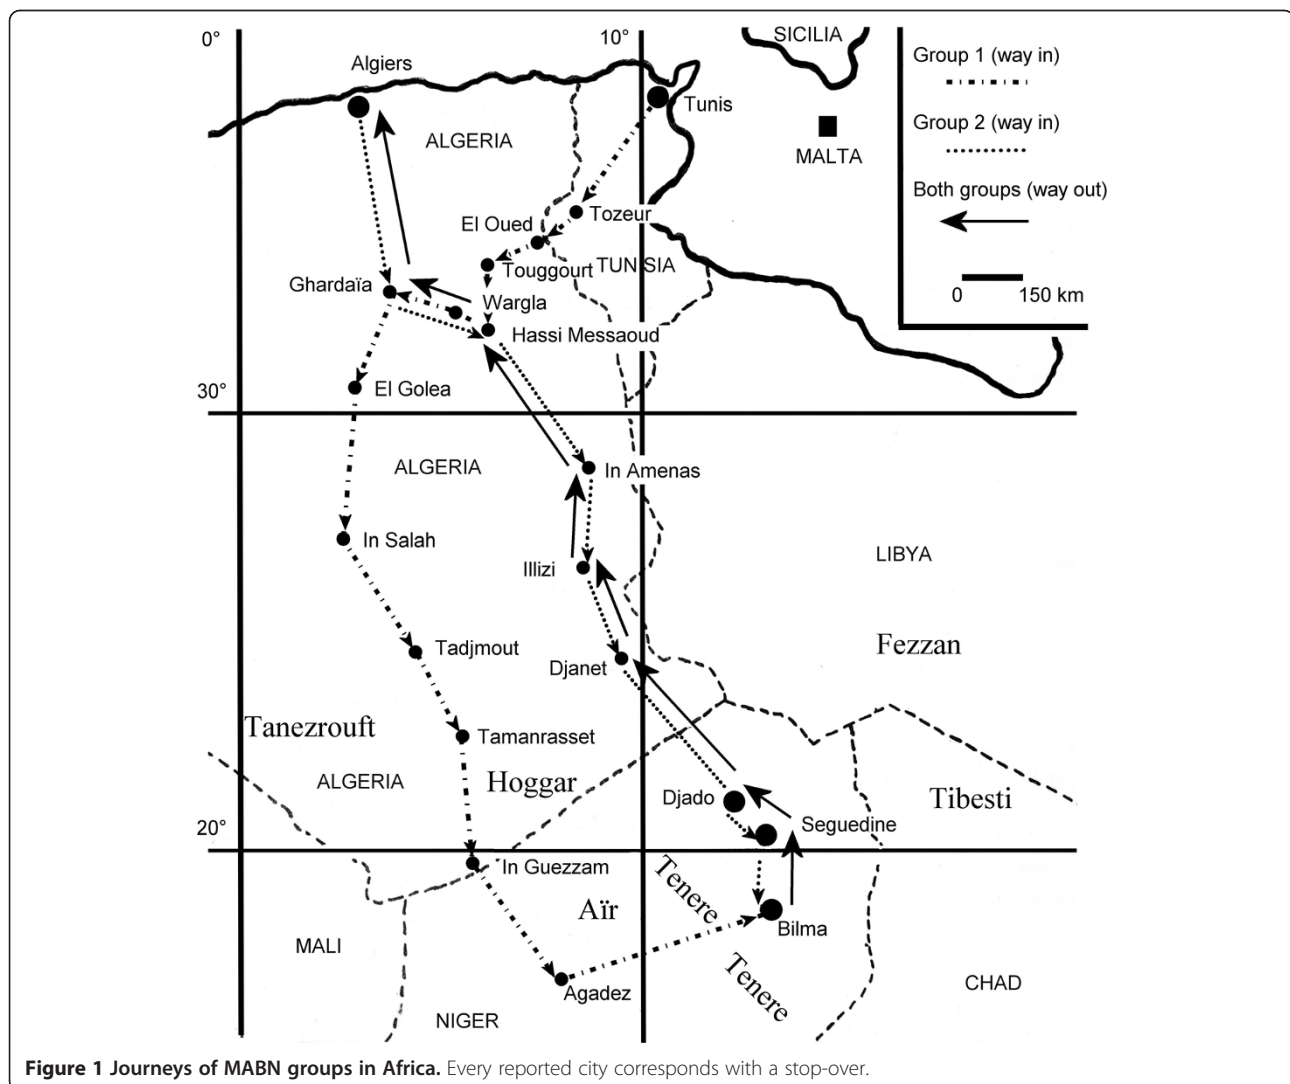 0°
10°
SICILIA
Group 1 (way in)
Algiers
Tunis
Group 2 (way in)
ALGERIA
MALTA
Both groups (way out)
El Oued
Tozeur
Touggourt
TUNISIA
Ghardaïa
Wargla
0 150 km
Hassi Messaoud
El Golea
30°
ALGERIA
In Amenas
In Salah
Illizi
LIBYA
Tadjmout
Djanet
Fezzan
Tanezrouft
Tamanrasset
ALGERIA
Hoggar
Djado
Tibesti
Seguedine
20°
In Guezzam
Tenere
Aïr
Bilma
MALI
Tenere
Agadez
CHAD
NIGER
Figure 1 Journeys of MABN groups in Africa. Every reported city corresponds with a stop-over.